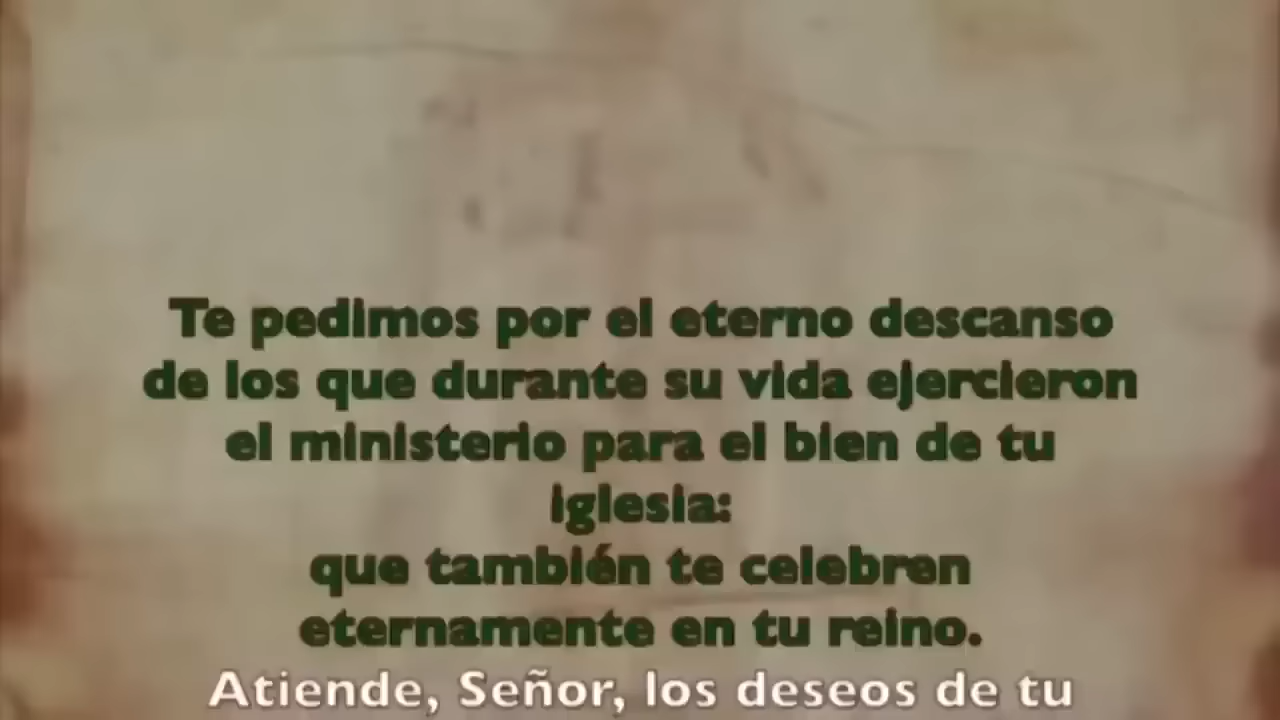 Te pedimos por el eterno descanso
de los que durante su vida ejercieron
el ministerio para el bien de tu
iglesia:
que también te celebren
eternamente en tu reino.
Atiende, Señor, los deseos de tu